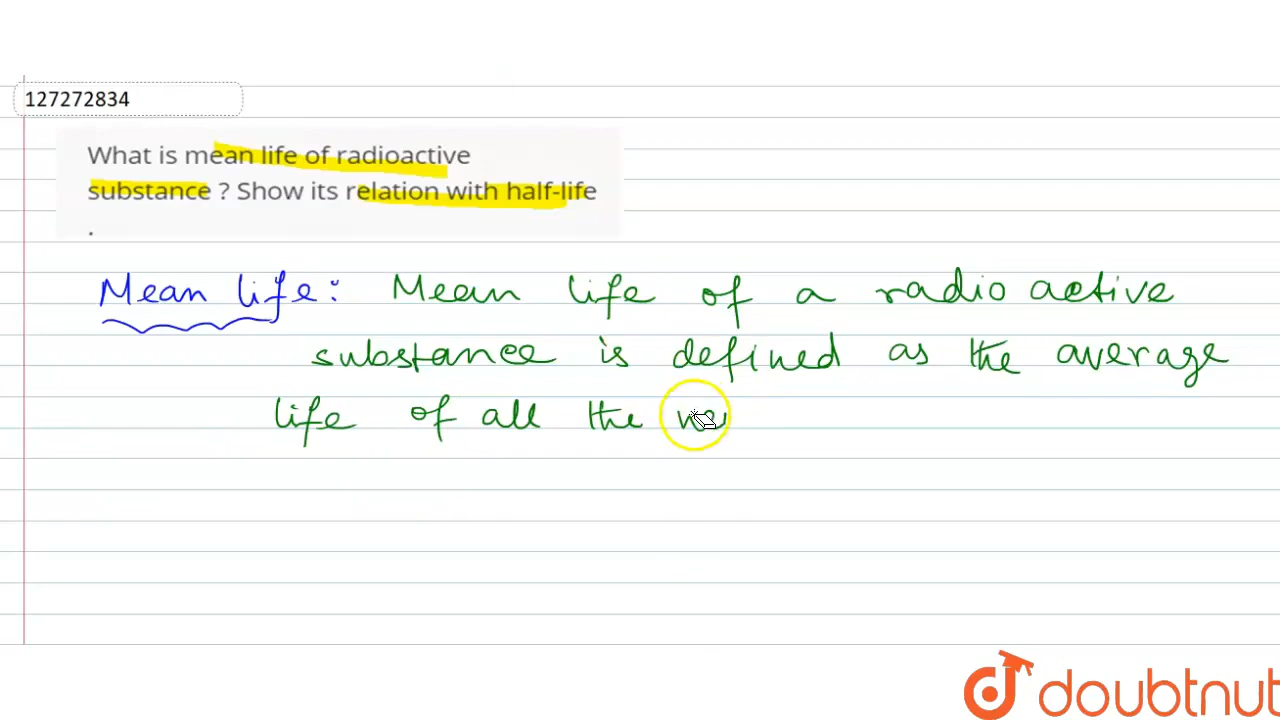 127272834
What is mean life of radioactive
substance ? Show its relation with half-life
.
Mean life: Mean life of a radio active
substance is defined as the average
life of all the
doubtnut